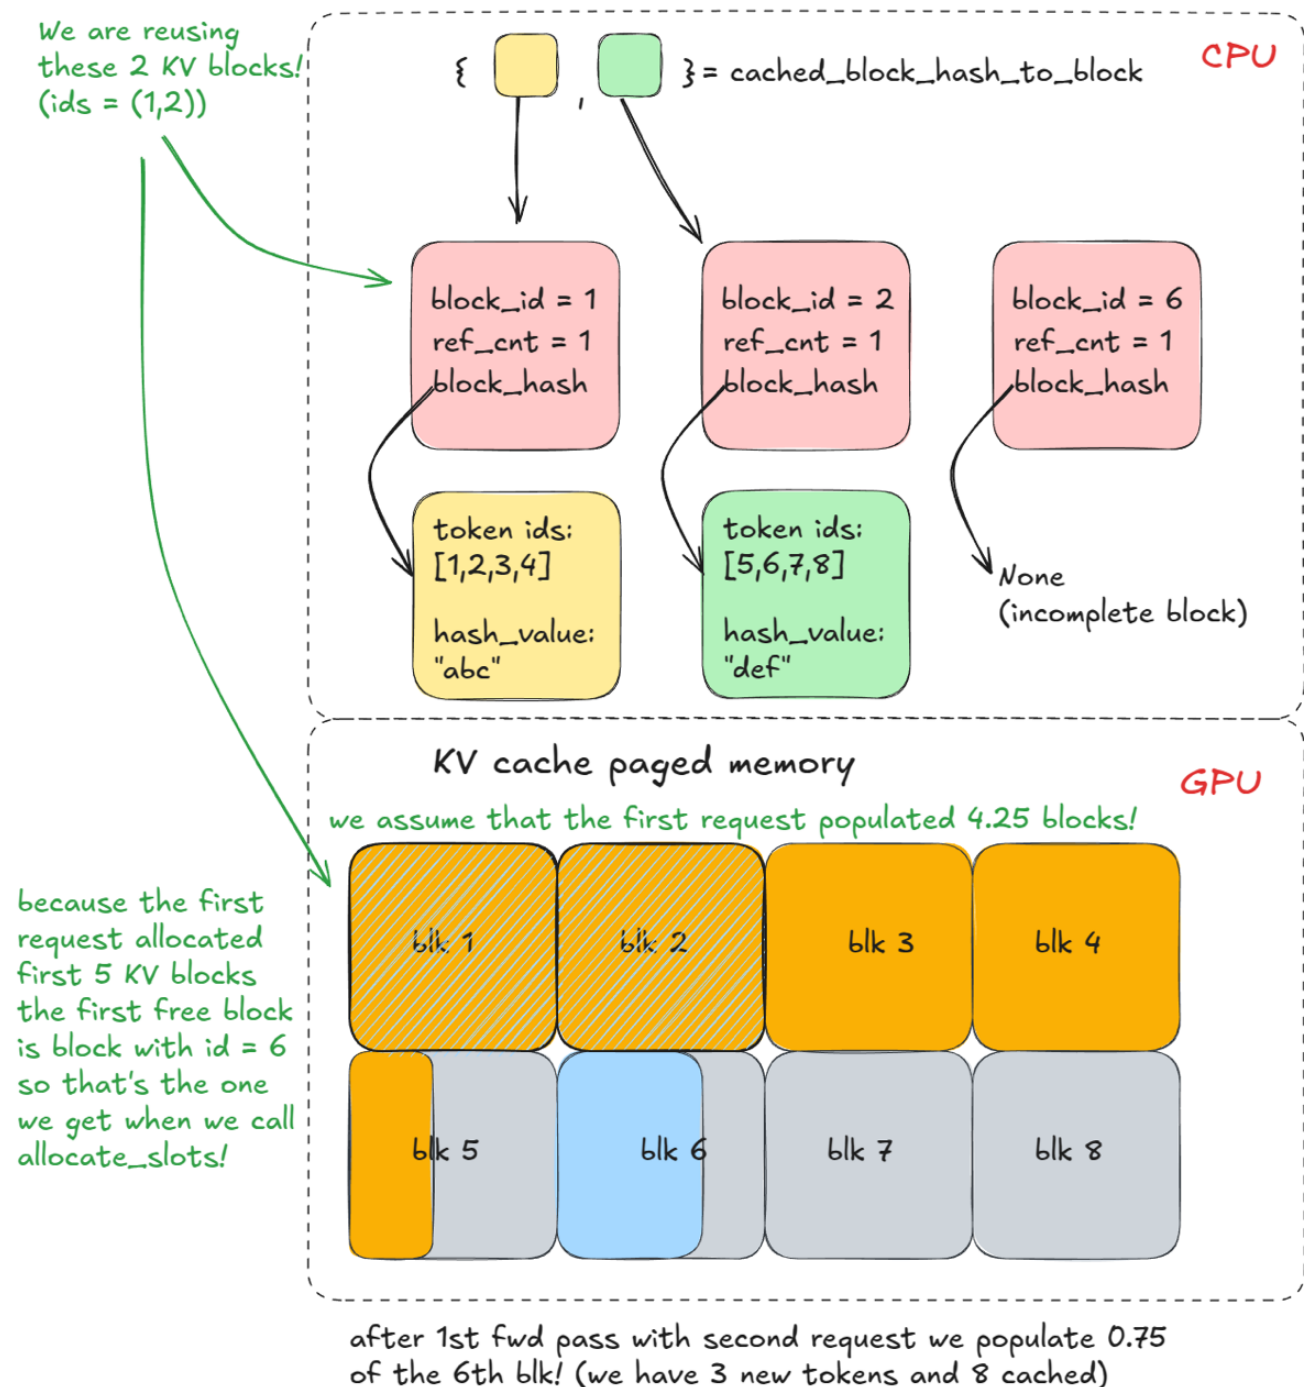 We are reusing
these 2 KV blocks!
(ids = (1,2))
{ , } = cached_block_hash_to_block
CPU
block_id = 1
ref_cnt = 1
block_hash
block_id = 2
ref_cnt = 1
block_hash
block_id = 6
ref_cnt = 1
block_hash
token ids:
[1,2,3,4]
hash_value:
"abc"
token ids:
[5,6,7,8]
hash_value:
"def"
None
(incomplete block)
KV cache paged memory
GPU
we assume that the first request populated 4.25 blocks!
blk 1
blk 2
blk 3
blk 4
because the first
request allocated
first 5 KV blocks
the first free block
is block with id = 6
so that's the one
we get when we call
allocate_slots!
blk 5
blk 6
blk 7
blk 8
after 1st fwd pass with second request we populate 0.75
of the 6th blk! (we have 3 new tokens and 8 cached)